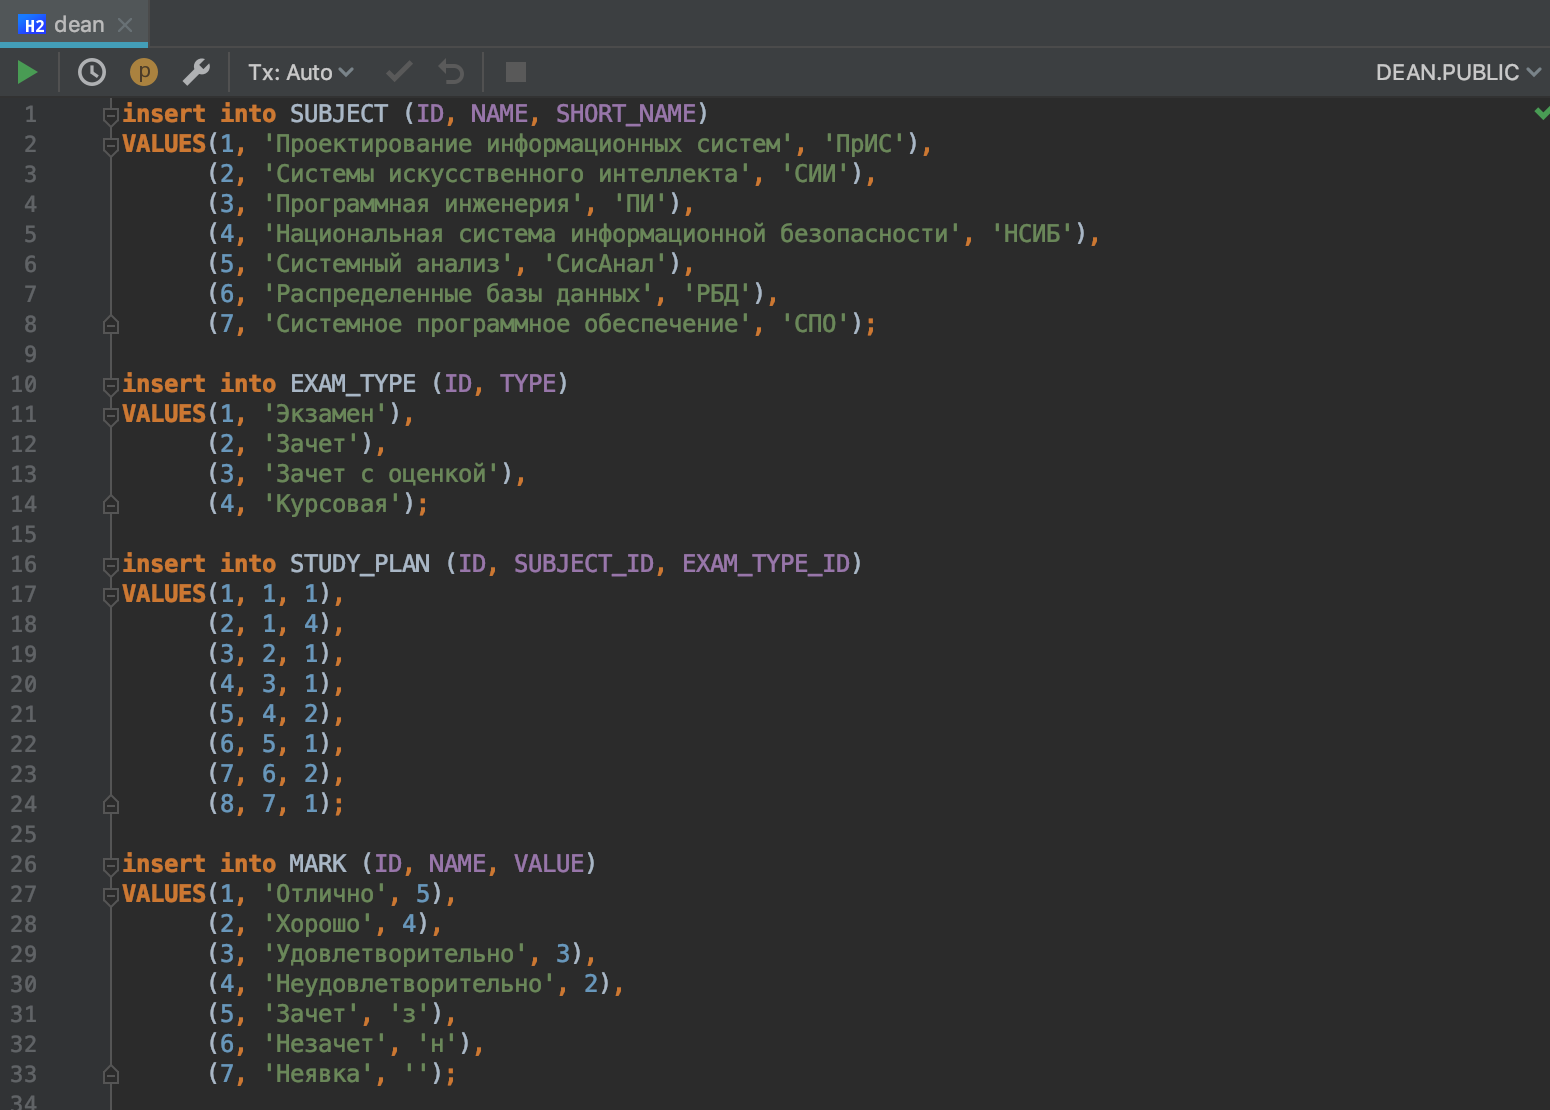 H2 dean
p Tx: Auto DEAN.PUBLIC
1 insert into SUBJECT (ID, NAME, SHORT_NAME)
2 VALUES(1, 'Проектирование информационных систем', 'ПрИС'),
3 (2, 'Системы искусственного интеллекта', 'СИИ'),
4 (3, 'Программная инженерия', 'ПИ'),
5 (4, 'Национальная система информационной безопасности', 'НСИБ'),
6 (5, 'Системный анализ', 'СисАнал'),
7 (6, 'Распределенные базы данных', 'РБД'),
8 (7, 'Системное программное обеспечение', 'СПО');
9
10 insert into EXAM_TYPE (ID, TYPE)
11 VALUES(1, 'Экзамен'),
12 (2, 'Зачет'),
13 (3, 'Зачет с оценкой'),
14 (4, 'Курсовая');
15
16 insert into STUDY_PLAN (ID, SUBJECT_ID, EXAM_TYPE_ID)
17 VALUES(1, 1, 1),
18 (2, 1, 4),
19 (3, 2, 1),
20 (4, 3, 1),
21 (5, 4, 2),
22 (6, 5, 1),
23 (7, 6, 2),
24 (8, 7, 1);
25
26 insert into MARK (ID, NAME, VALUE)
27 VALUES(1, 'Отлично', 5),
28 (2, 'Хорошо', 4),
29 (3, 'Удовлетворительно', 3),
30 (4, 'Неудовлетворительно', 2),
31 (5, 'Зачет', 'з'),
32 (6, 'Незачет', 'н'),
33 (7, 'Неявка', '');
34